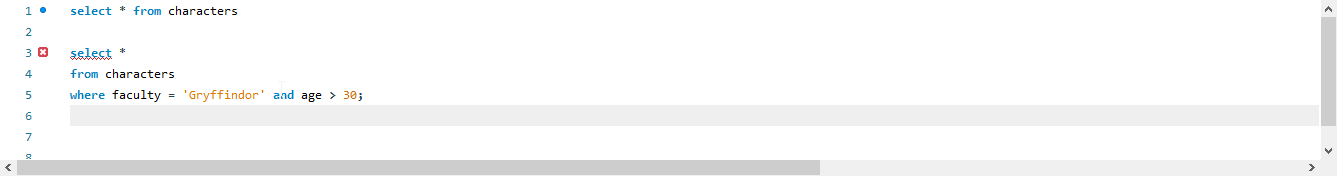 1 select * from characters
2
3 select *
4 from characters
5 where faculty = 'Gryffindor' and age > 30;
6
7
8